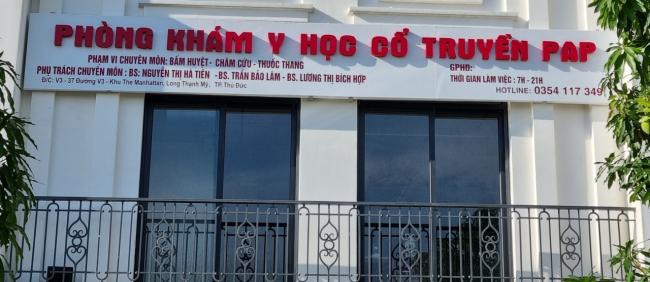 PHÒNG KHÁM Y HỌC CỔ TRUYỀN PAP
PHẠM VI CHUYÊN MÔN: BẤM HUYỆT - CHÂM CỨU - THUỐC THANG
PHỤ TRÁCH CHUYÊN MÔN : BS: NGUYỄN THỊ HÀ TIÊN -BS. TRẦN BẢO LÂM - BS. LƯƠNG THỊ BÍCH HỢP
Đ/C: V3 - 37 Đường V3 - Khu The Manhattan, Long Thạnh Mỹ, TP. Thủ Đức
GPHĐ:
THỜI GIAN LÀM VIỆC : 7H - 21H
HOTLINE: 0354 117 349